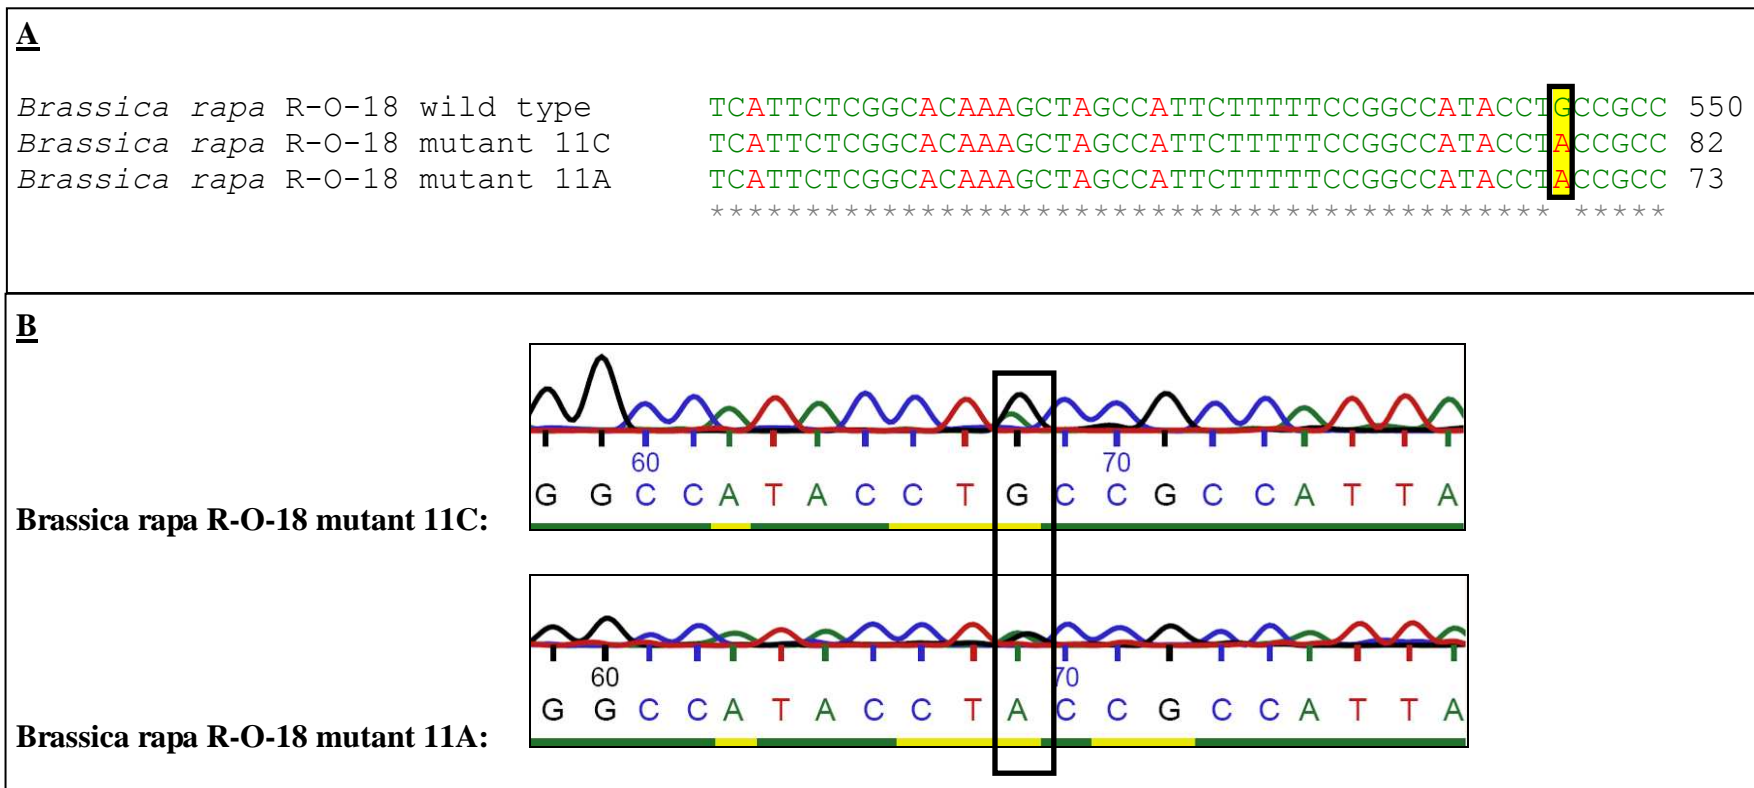 A
Brassica rapa R-O-18 wild type TCATTCTCGGCACAAAGCTAGCCATTCTTTTTCCGGCCATACCTGCCGCC 550
Brassica rapa R-O-18 mutant 11C TCATTCTCGGCACAAAGCTAGCCATTCTTTTTCCGGCCATACCTACCGCC 82
Brassica rapa R-O-18 mutant 11A TCATTCTCGGCACAAAGCTAGCCATTCTTTTTCCGGCCATACCTACCGCC 73
******************************************** *****
B
60 70
G G C C A T A C C T G C C G C C A T T A
Brassica rapa R-O-18 mutant 11C:
60 70
G G C C A T A C C T A C C G C C A T T A
Brassica rapa R-O-18 mutant 11A: